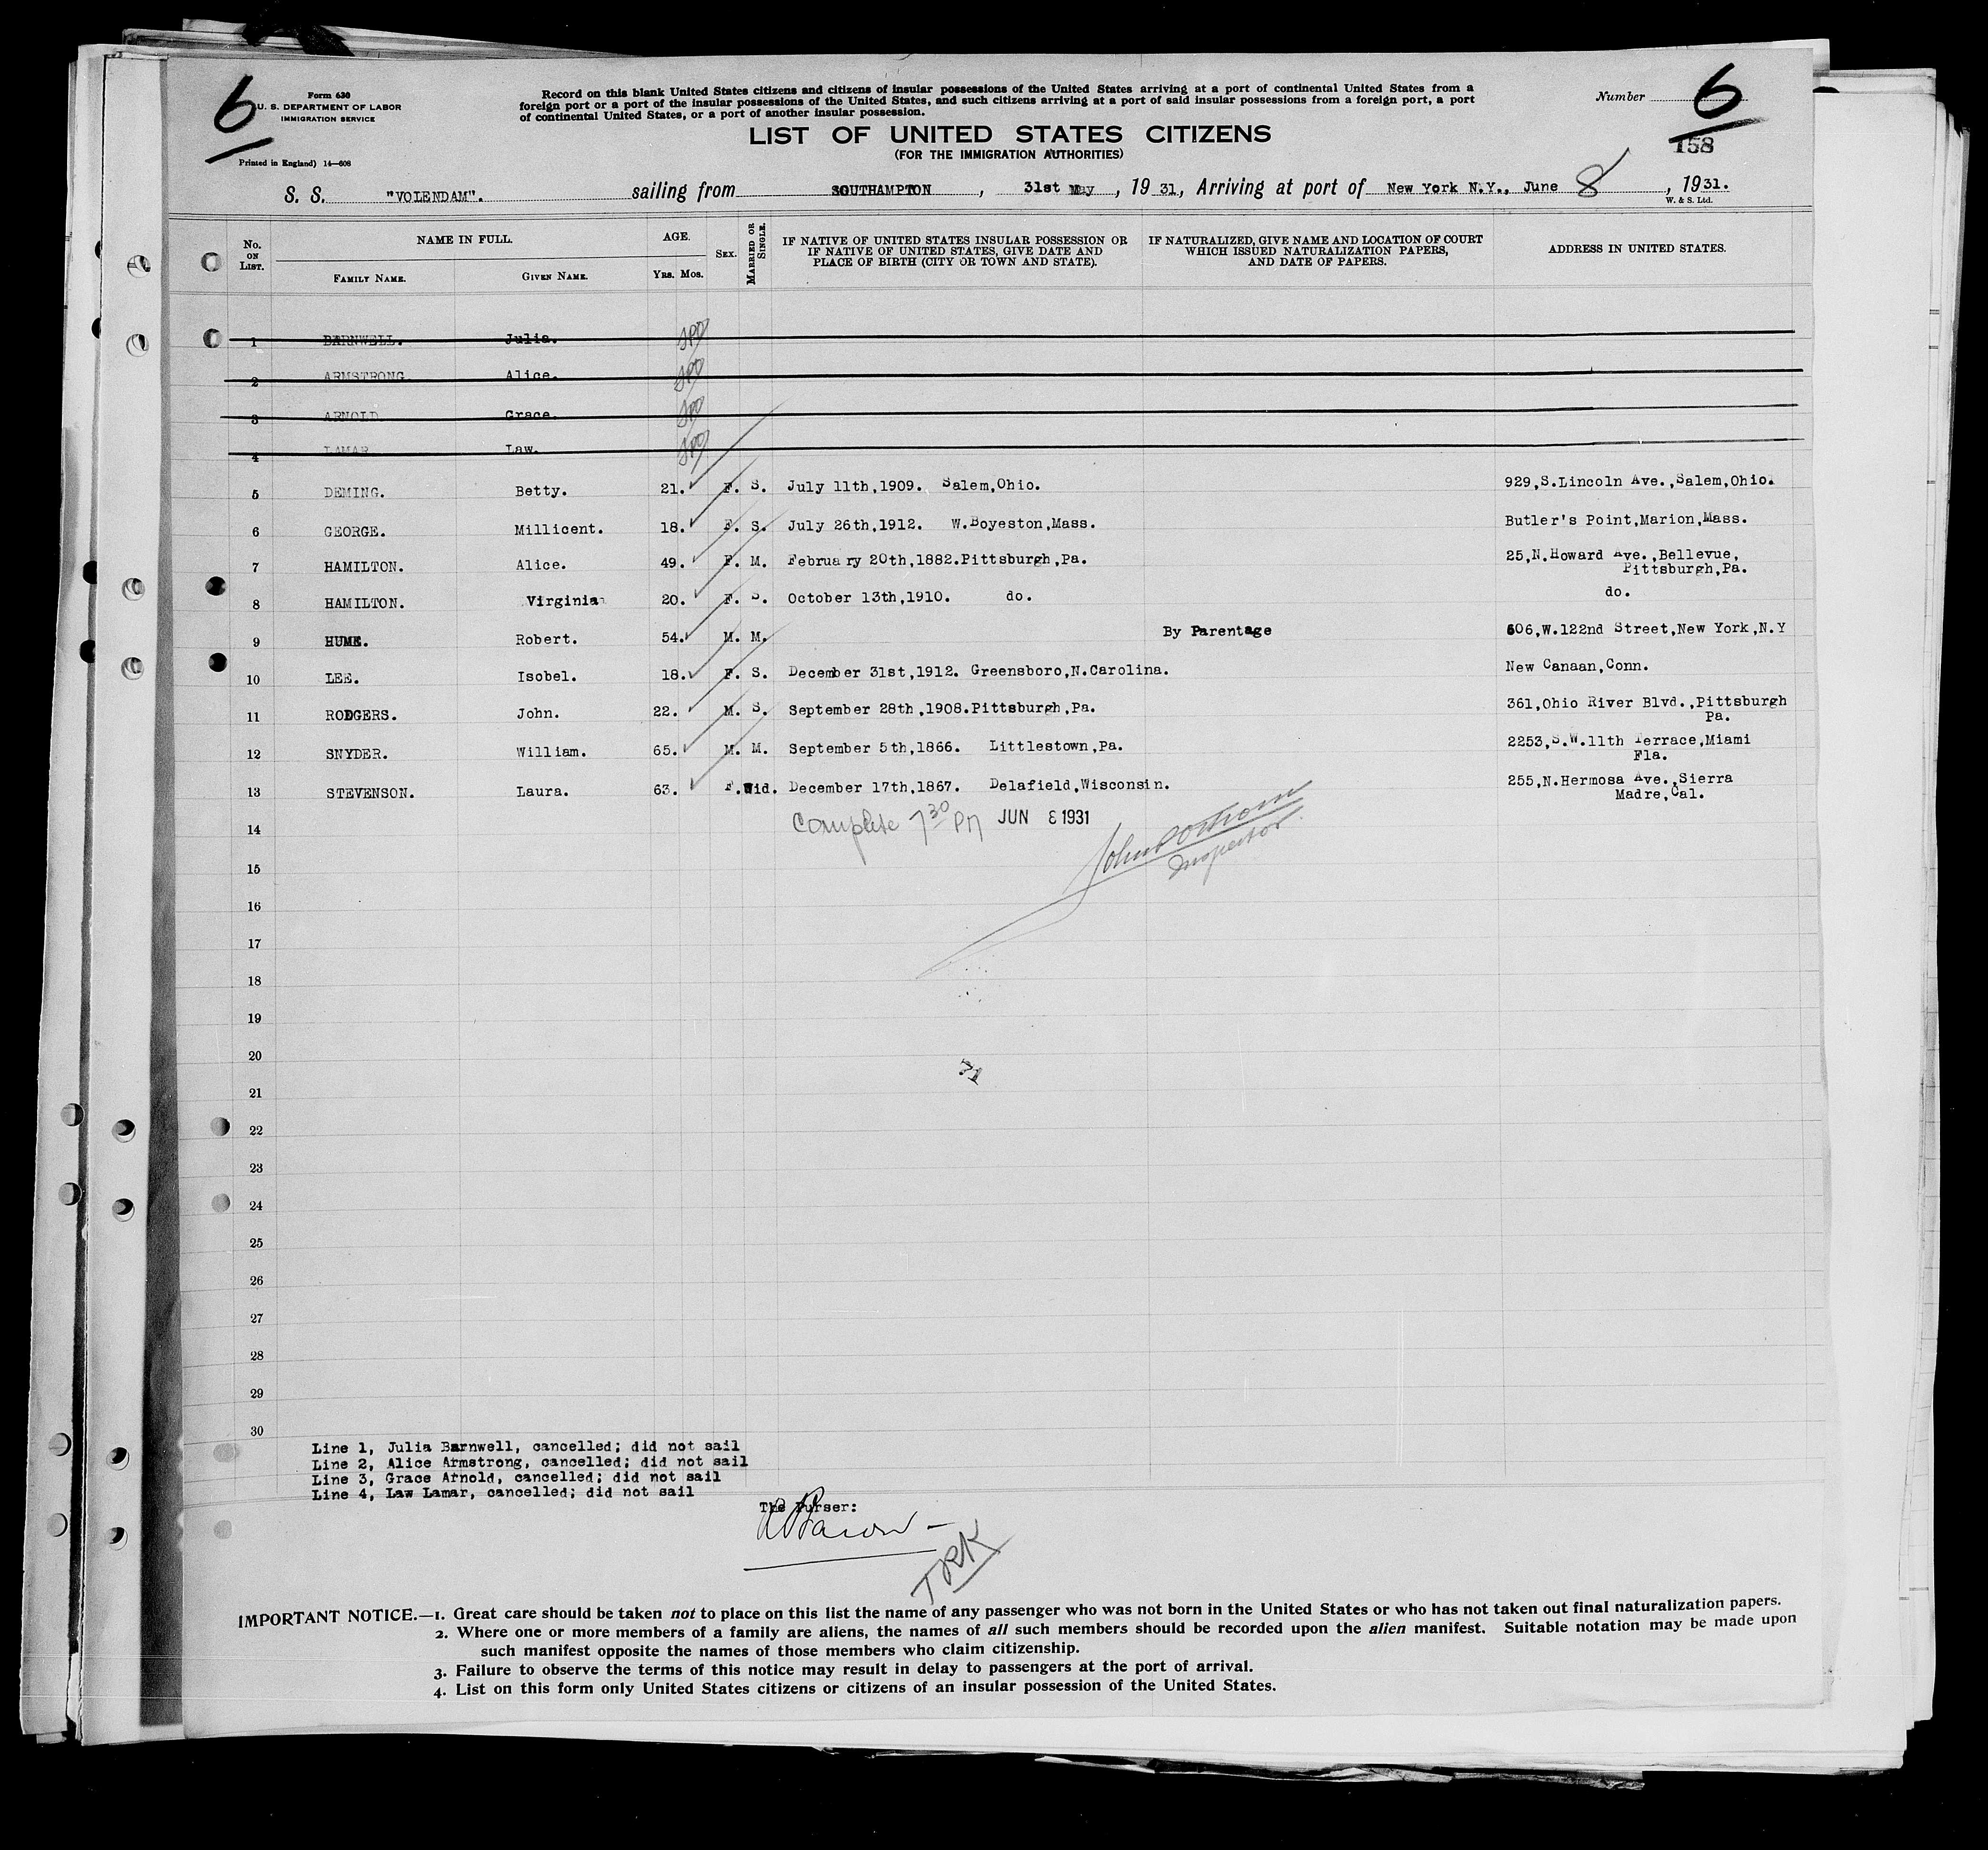 6
Form 630
U. S. DEPARTMENT OF LABOR
IMMIGRATION SERVICE
Printed in England) 14—608
Record on this blank United States citizens and citizens of insular possessions of the United States arriving at a port of continental United States from a
foreign port or a port of the insular possessions of the United States, and such citizens arriving at a port of said insular possessions from a foreign port, a port
of continental United States, or a port of another insular possession.
LIST OF UNITED STATES CITIZENS
(FOR THE IMMIGRATION AUTHORITIES)
Number 6
158
S. S. "VOLENDAM". sailing from SOUTHAMPTON, 31st May, 19 31, Arriving at port of New York N.Y., June 8, 1931.
W. & S. Ltd.
No. ON LIST. NAME IN FULL. FAMILY NAME. GIVEN NAME. AGE. YRS. MOS. SEX. MARRIED OR SINGLE. IF NATIVE OF UNITED STATES INSULAR POSSESSION OR IF NATIVE OF UNITED STATES, GIVE DATE AND PLACE OF BIRTH (CITY OR TOWN AND STATE). IF NATURALIZED, GIVE NAME AND LOCATION OF COURT WHICH ISSUED NATURALIZATION PAPERS, AND DATE OF PAPERS. ADDRESS IN UNITED STATES.
1 BARNWELL. Julia.
2 ARMSTRONG. Alice.
3 ARNOLD. Grace.
4 LAMAR Law.
5 DEMING. Betty. 21. F. S. July 11th,1909. Salem,Ohio. 929,S.Lincoln Ave.,Salem,Ohio.
6 GEORGE. Millicent. 18. F. S. July 26th,1912. W.Boyeston,Mass. Butler's Point,Marion,Mass.
7 HAMILTON. Alice. 49. F. M. February 20th,1882.Pittsburgh,Pa. 25,N.Howard Ave.,Bellevue,
Pittsburgh,Pa.
8 HAMILTON. Virginia 20. F. S. October 13th,1910. do. do.
9 HUME. Robert. 54. M. M. By Parentage 606,W.122nd Street,New York,N.Y
10 LEE. Isobel. 18. F. S. December 31st,1912. Greensboro,N.Carolina. New Canaan,Conn.
11 RODGERS. John. 22. M. S. September 28th,1908.Pittsburgh,Pa. 361,Ohio River Blvd.,Pittsburgh
Pa.
12 SNYDER. William. 65. M. M. September 5th,1866. Littlestown,Pa. 2253,S.W.11th Terrace,Miami
Fla.
13 STEVENSON. Laura. 63. F. Wid. December 17th,1867. Delafield,Wisconsin. 255,N.Hermosa Ave.,Sierra
Madre,Cal.
Complete 7 30 PM JUN 8 1931
14
Inspector.
15
16
17
18
19
20
21
22
23
24
25
26
27
28
29
30
Line 1, Julia Barnwell, cancelled; did not sail
Line 2, Alice Armstrong, cancelled; did not sail
Line 3, Grace Arnold, cancelled; did not sail
Line 4, Law Lamar, cancelled; did not sail
The Purser:
TRK
IMPORTANT NOTICE.—1. Great care should be taken not to place on this list the name of any passenger who was not born in the United States or who has not taken out final naturalization papers.
2. Where one or more members of a family are aliens, the names of all such members should be recorded upon the alien manifest. Suitable notation may be made upon
such manifest opposite the names of those members who claim citizenship.
3. Failure to observe the terms of this notice may result in delay to passengers at the port of arrival.
4. List on this form only United States citizens or citizens of an insular possession of the United States.